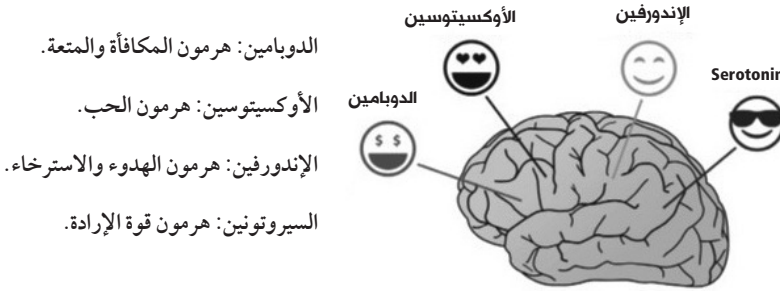 الدوبامين: هرمون المكافأة والمتعة.
الأوكسيتوسين: هرمون الحب.
الإندورفين: هرمون الهدوء والاسترخاء.
السيروتونين: هرمون قوة الإرادة.
الإندورفين
الأوكسيتوسين
Serotonin
الدوبامين
$ $